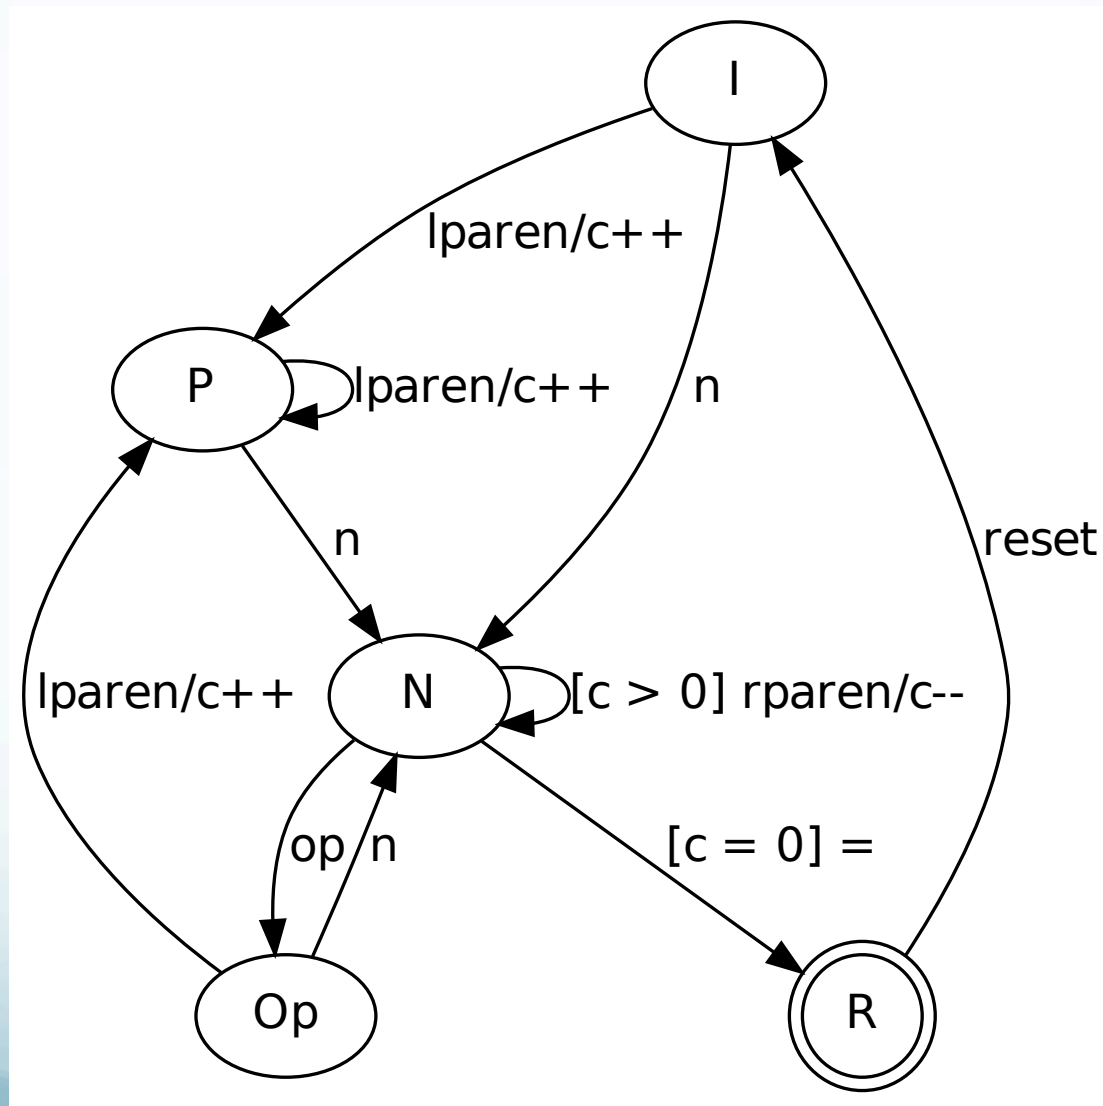 I
lparen/c++
P
lparen/c++
n
n
reset
lparen/c++
N
[c > 0] rparen/c--
op
n
[c = 0] =
Op
R